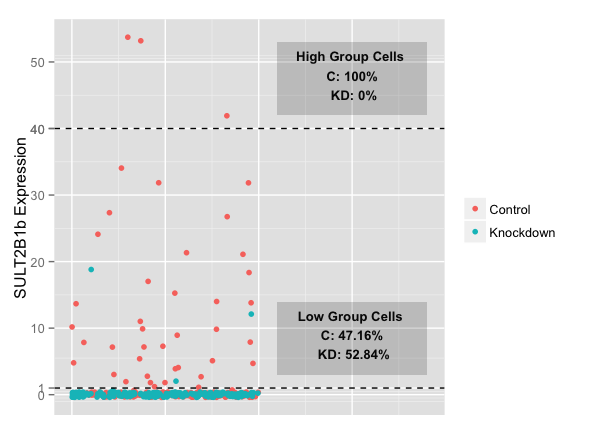 SULT2B1b Expression
50
40
30
20
10
1
0
High Group Cells
C: 100%
KD: 0%
Low Group Cells
C: 47.16%
KD: 52.84%
Control
Knockdown